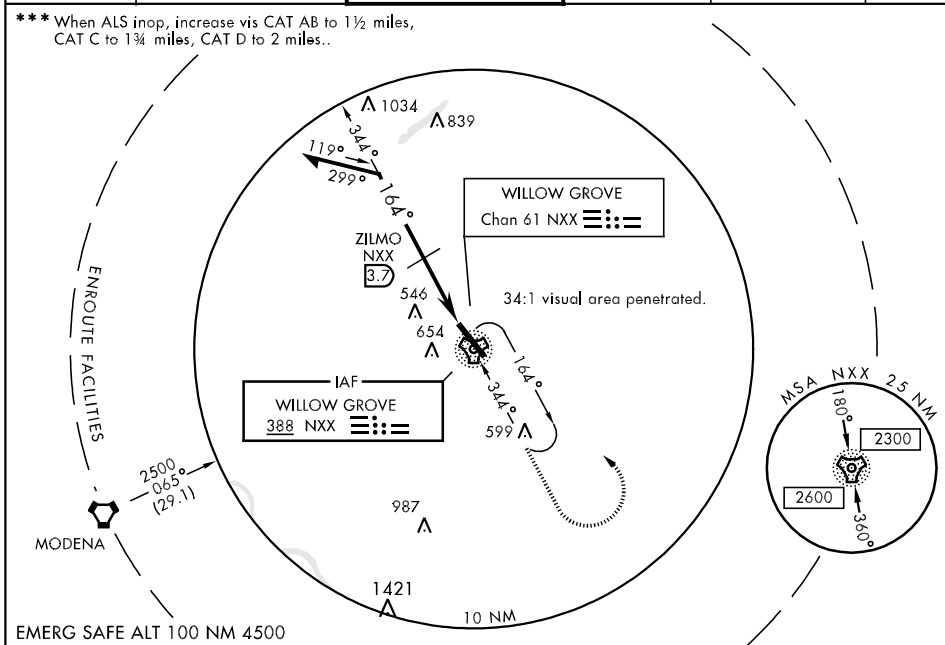 *** When ALS inop, increase vis CAT AB to 1½ miles,
CAT C to 1¾ miles, CAT D to 2 miles..
1034
839
344°
119°
299°
164°
WILLOW GROVE
Chan 61 NXX
ZILMO
NXX
3.7
546
34:1 visual area penetrated.
654
ENROUTE FACILITIES
IAF
WILLOW GROVE
388 NXX
164°
344°
599
MSA NXX 25 NM
180°
2300
2600
360°
2500
065°
(29.1)
MODENA
987
1421
10 NM
EMERG SAFE ALT 100 NM 4500